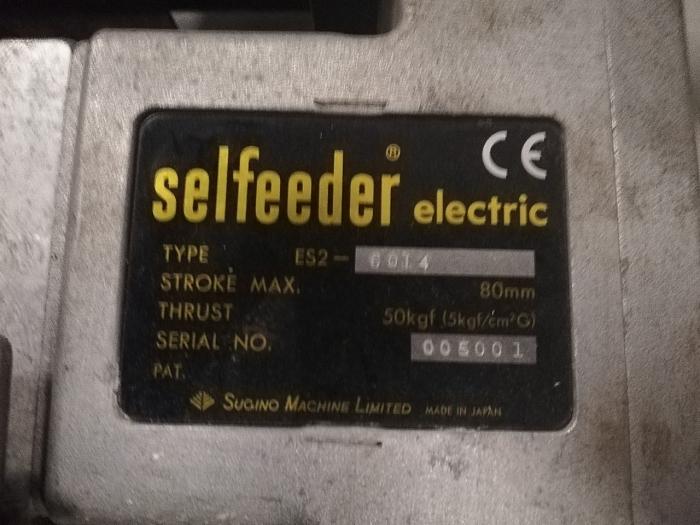 selfeeder® electric
CE
TYPE ES2-6014
STROKE MAX. 80mm
THRUST 50kgf (5kgf/cm²G)
SERIAL NO. 005001
PAT.
SUGINO MACHINE LIMITED MADE IN JAPAN